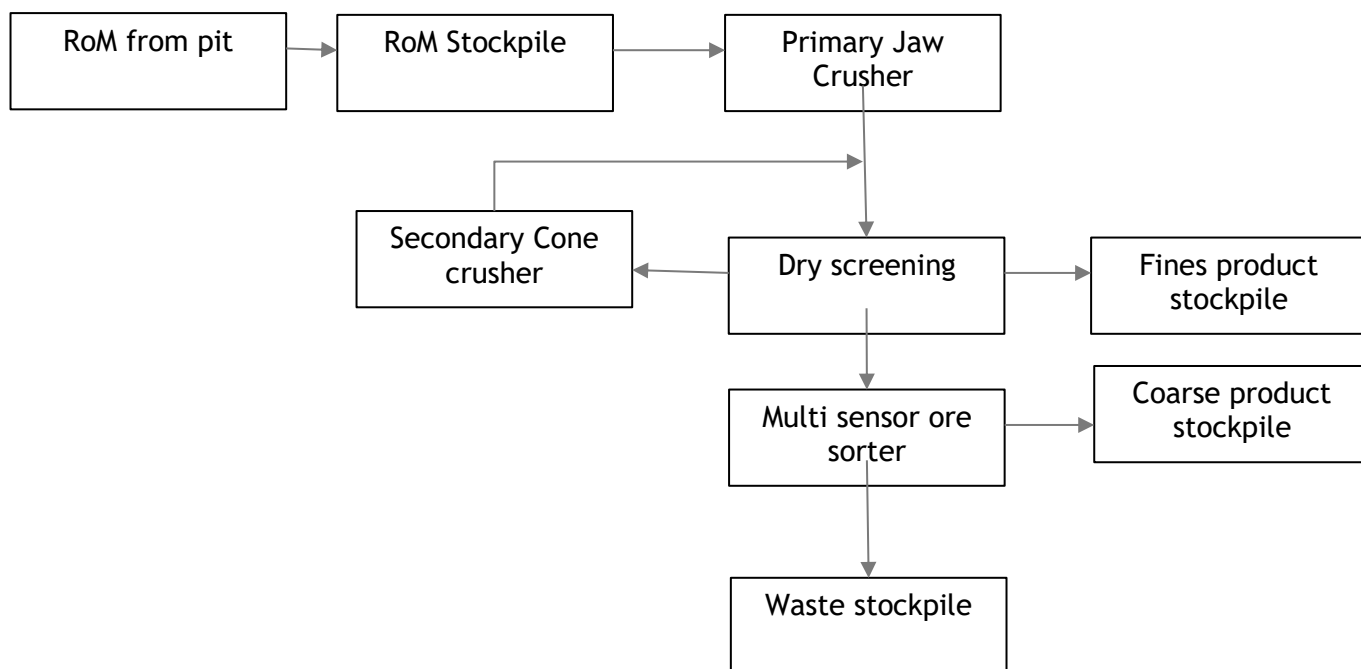 RoM from pit
RoM Stockpile
Primary Jaw
Crusher
Secondary Cone
crusher
Dry screening
Fines product
stockpile
Multi sensor ore
sorter
Coarse product
stockpile
Waste stockpile